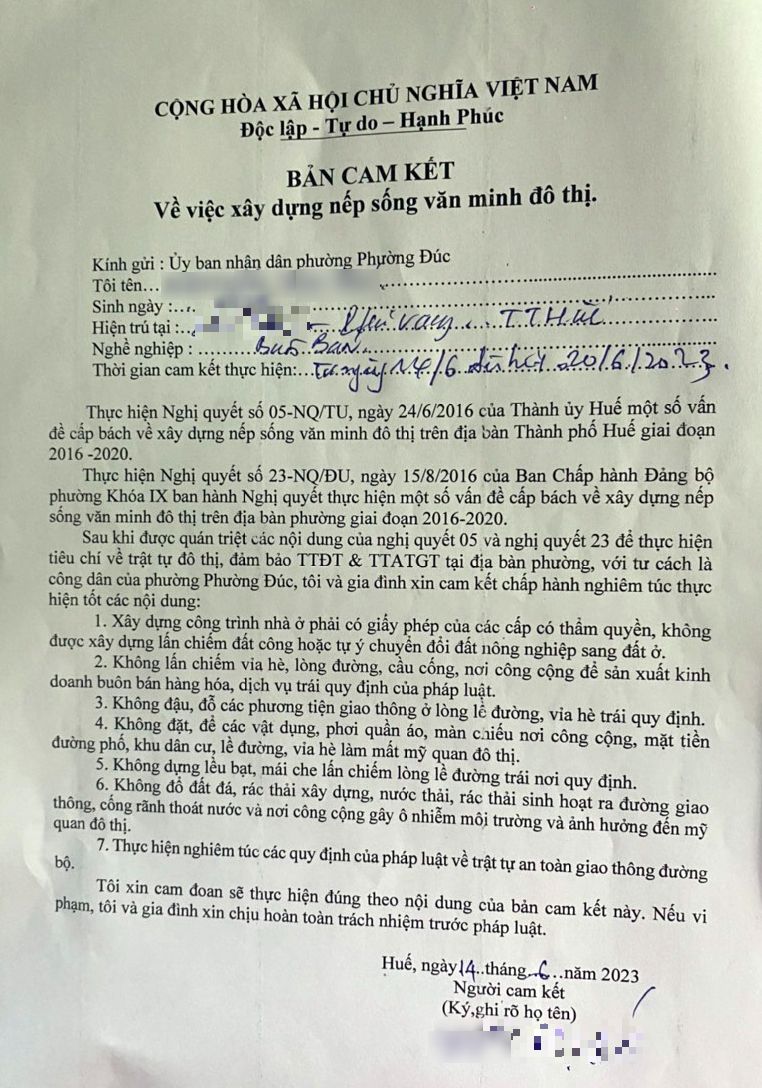 CỘNG HÒA XÃ HỘI CHỦ NGHĨA VIỆT NAM
Độc lập - Tự do – Hạnh Phúc
BẢN CAM KẾT
Về việc xây dựng nếp sống văn minh đô thị.
Kính gửi : Ủy ban nhân dân phường Phường Đúc
Tôi tên...
Sinh ngày :...
Hiện trú tại :... Phú Vang ... T.T.Huế
Nghề nghiệp : ...... Buôn Bán
Thời gian cam kết thực hiện:... Từ ngày 14/6 đến hết 20/6/2023.
Thực hiện Nghị quyết số 05-NQ/TU, ngày 24/6/2016 của Thành ủy Huế một số vấn
đề cấp bách về xây dựng nếp sống văn minh đô thị trên địa bàn Thành phố Huế giai đoạn
2016 -2020.
Thực hiện Nghị quyết số 23-NQ/ĐU, ngày 15/8/2016 của Ban Chấp hành Đảng bộ
phường Khóa IX ban hành Nghị quyết thực hiện một số vấn đề cấp bách về xây dựng nếp
sống văn minh đô thị trên địa bàn phường giai đoạn 2016-2020.
Sau khi được quán triệt các nội dung của nghị quyết 05 và nghị quyết 23 để thực hiện
tiêu chí về trật tự đô thị, đảm bảo TTĐT & TTATGT tại địa bàn phường, với tư cách là
công dân của phường Phường Đúc, tôi và gia đình xin cam kết chấp hành nghiêm túc thực
hiện tốt các nội dung:
1. Xây dựng công trình nhà ở phải có giấy phép của các cấp có thẩm quyền, không
được xây dựng lấn chiếm đất công hoặc tự ý chuyển đổi đất nông nghiệp sang đất ở.
2. Không lấn chiếm vỉa hè, lòng đường, cầu cống, nơi công cộng để sản xuất kinh
doanh buôn bán hàng hóa, dịch vụ trái quy định của pháp luật.
3. Không đậu, đỗ các phương tiện giao thông ở lòng lề đường, vỉa hè trái quy định.
4. Không đặt, để các vật dụng, phơi quần áo, màn chiếu nơi công cộng, mặt tiền
đường phố, khu dân cư, lề đường, vỉa hè làm mất mỹ quan đô thị.
5. Không dựng lều bạt, mái che lấn chiếm lòng lề đường trái nơi quy định.
6. Không đổ đất đá, rác thải xây dựng, nước thải, rác thải sinh hoạt ra đường giao
thông, cống rãnh thoát nước và nơi công cộng gây ô nhiễm môi trường và ảnh hưởng đến mỹ
quan đô thị.
7. Thực hiện nghiêm túc các quy định của pháp luật về trật tự an toàn giao thông đường
bộ.
Tôi xin cam đoan sẽ thực hiện đúng theo nội dung của bản cam kết này. Nếu vi
phạm, tôi và gia đình xin chịu hoàn toàn trách nhiệm trước pháp luật.
Huế, ngày 14..tháng..6..năm 2023
Người cam kết
(Ký,ghi rõ họ tên)